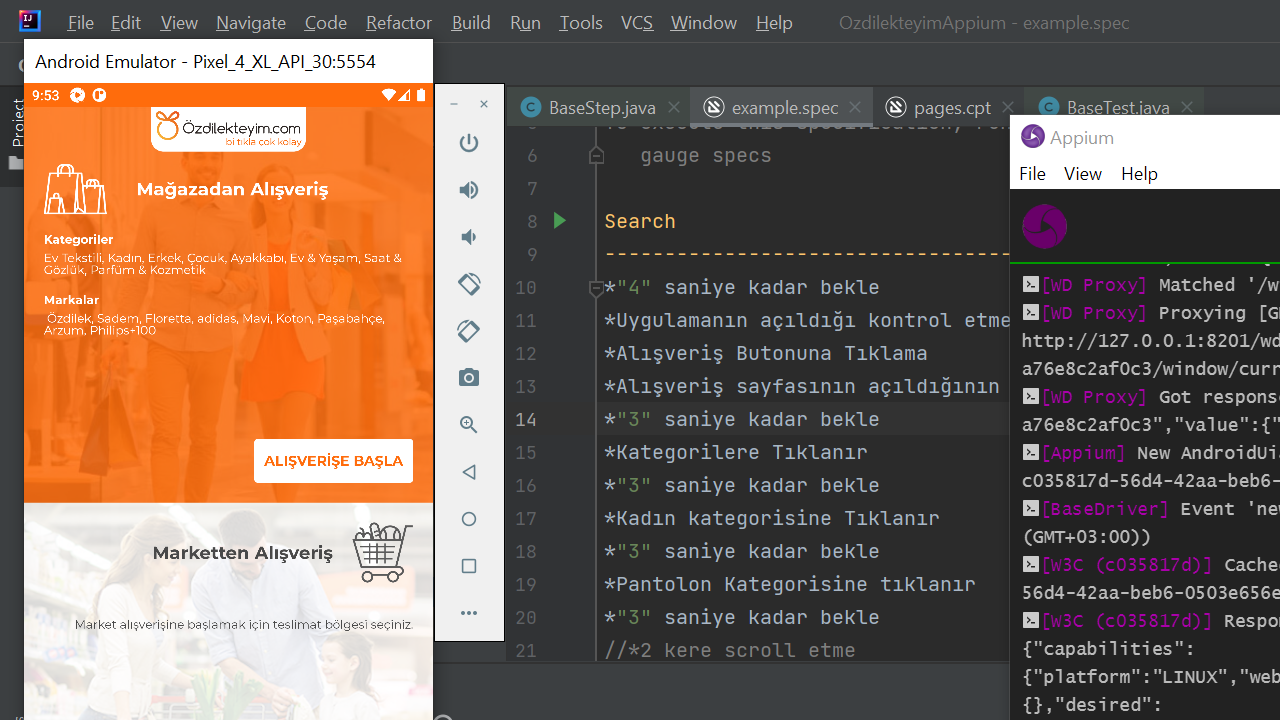 File Edit View Navigate Code Refactor Build Run Tools VCS Window Help OzdilekteyimAppium - example.spec
Android Emulator - Pixel_4_XL_API_30:5554
9:53
Özdilekteyim.com
bi tıkla çok kolay
Mağazadan Alışveriş
Kategoriler
Ev Tekstili, Kadın, Erkek, Çocuk, Ayakkabı, Ev & Yaşam, Saat &
Gözlük, Parfüm & Kozmetik
Markalar
Özdilek, Sadem, Floretta, adidas, Mavi, Koton, Paşabahçe,
Arzum, Philips+100
ALIŞVERİŞE BAŞLA
Marketten Alışveriş
Market alışverişine başlamak için teslimat bölgesi seçiniz.
Project
BaseStep.java example.spec pages.cpt BaseTest.java
6 gauge specs
7
8 Search
9 ----------------------------------
10 *"4" saniye kadar bekle
11 *Uygulamanın açıldığı kontrol etme
12 *Alışveriş Butonuna Tıklama
13 *Alışveriş sayfasının açıldığının
14 *"3" saniye kadar bekle
15 *Kategorilere Tıklanır
16 *"3" saniye kadar bekle
17 *Kadın kategorisine Tıklanır
18 *"3" saniye kadar bekle
19 *Pantolon Kategorisine tıklanır
20 *"3" saniye kadar bekle
21 //*2 kere scroll etme
Appium
File View Help
[WD Proxy] Matched '/w
[WD Proxy] Proxying [G
http://127.0.0.1:8201/wd
a76e8c2af0c3/window/curr
[WD Proxy] Got respons
a76e8c2af0c3","value":{"
[Appium] New AndroidUi
c035817d-56d4-42aa-beb6-
[BaseDriver] Event 'new
(GMT+03:00))
[W3C (c035817d)] Cache
56d4-42aa-beb6-0503e656e
[W3C (c035817d)] Respon
{"capabilities":
{"platform":"LINUX","web
{},"desired":